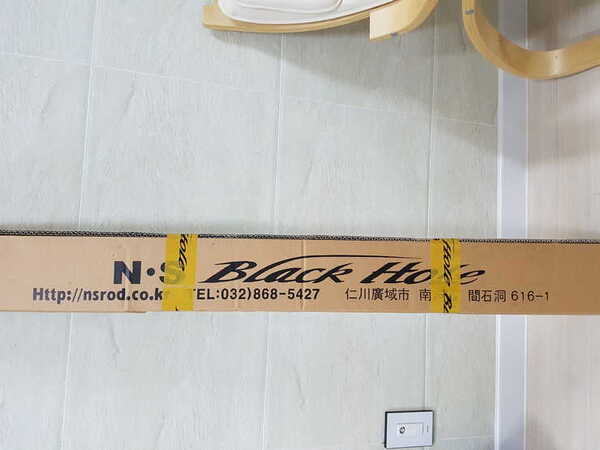 N·S Black Hole
Http://nsrod.co.kr TEL:032)868-5427 仁川廣域市 南 間石洞 616-1